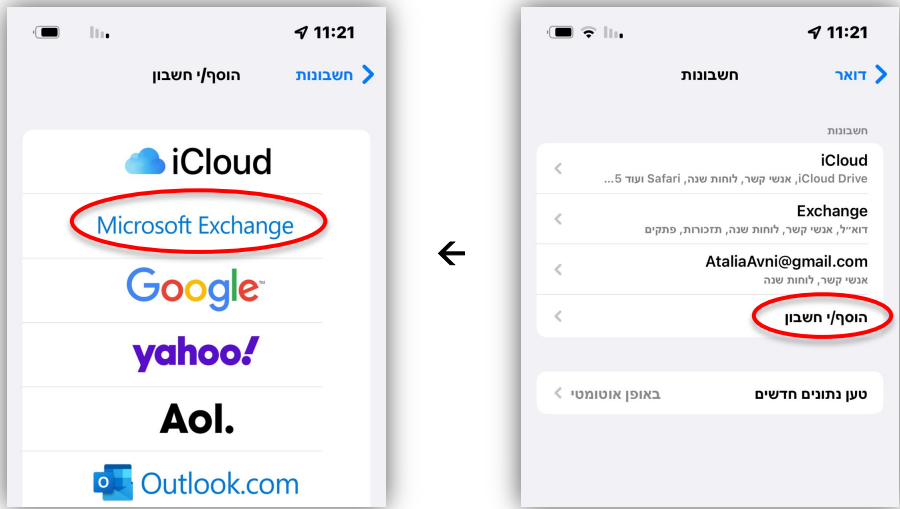 11:21
דואר
חשבונות
חשבונות
iCloud
iCloud Drive, אנשי קשר, לוחות שנה, Safari ועוד 5...
Exchange
דוא״ל, אנשי קשר, לוחות שנה, תזכורות, פתקים
AtaliaAvni@gmail.com
אנשי קשר, לוחות שנה
הוסף/י חשבון
טען נתונים חדשים
באופן אוטומטי
11:21
חשבונות
הוסף/י חשבון
iCloud
Microsoft Exchange
Google™
yahoo!
Aol.
Outlook.com